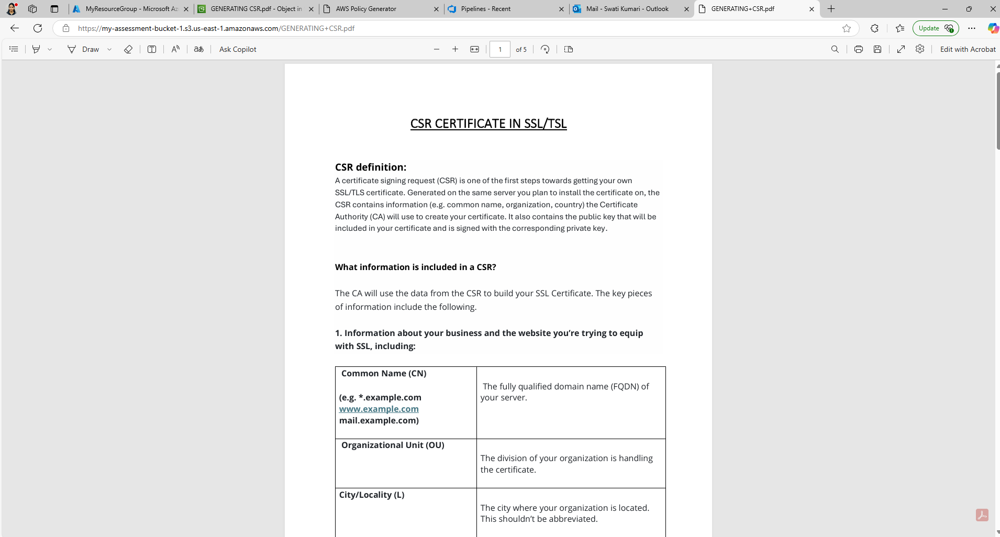 MyResourceGroup - Microsoft Az
GENERATING CSR.pdf - Object in
AWS Policy Generator
Pipelines - Recent
Mail - Swati Kumari - Outlook
GENERATING+CSR.pdf
https://my-assessment-bucket-1.s3.us-east-1.amazonaws.com/GENERATING+CSR.pdf
Update
Draw
aあ
Ask Copilot
1 of 5
Edit with Acrobat
CSR CERTIFICATE IN SSL/TSL
CSR definition:
A certificate signing request (CSR) is one of the first steps towards getting your own
SSL/TLS certificate. Generated on the same server you plan to install the certificate on, the
CSR contains information (e.g. common name, organization, country) the Certificate
Authority (CA) will use to create your certificate. It also contains the public key that will be
included in your certificate and is signed with the corresponding private key.
What information is included in a CSR?
The CA will use the data from the CSR to build your SSL Certificate. The key pieces
of information include the following.
1. Information about your business and the website you’re trying to equip
with SSL, including:
Common Name (CN)
(e.g. *.example.com
www.example.com
mail.example.com)
The fully qualified domain name (FQDN) of
your server.
Organizational Unit (OU)
The division of your organization is handling
the certificate.
City/Locality (L)
The city where your organization is located.
This shouldn’t be abbreviated.